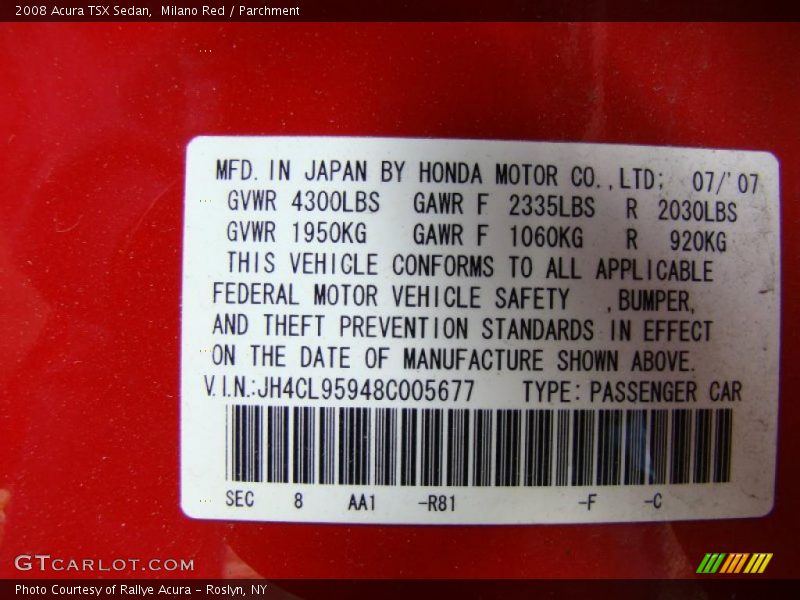 2008 Acura TSX Sedan,  Milano Red / Parchment
MFD. IN JAPAN BY HONDA MOTOR CO.,LTD; 07/'07
GVWR 4300LBS GAWR F 2335LBS R 2030LBS
GVWR 1950KG GAWR F 1060KG R 920KG
THIS VEHICLE CONFORMS TO ALL APPLICABLE
FEDERAL MOTOR VEHICLE SAFETY ,BUMPER,
AND THEFT PREVENTION STANDARDS IN EFFECT
ON THE DATE OF MANUFACTURE SHOWN ABOVE.
V.I.N.:JH4CL95948C005677 TYPE: PASSENGER CAR
SEC 8 AA1 -R81 -F -C
GTCARLOT.COM
Photo Courtesy of Rallye Acura - Roslyn, NY